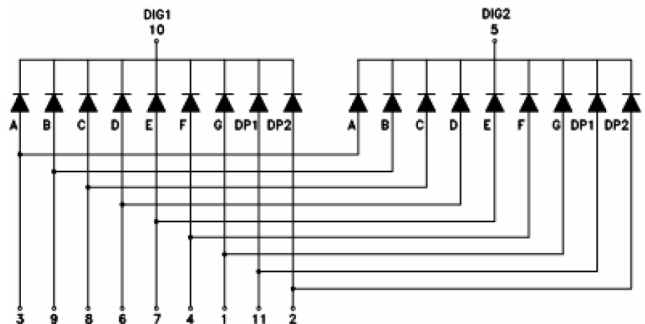 DIG1 DIG2
10 5
A B C D E F G DP1 DP2 A B C D E F G DP1 DP2
3 9 8 6 7 4 1 11 2